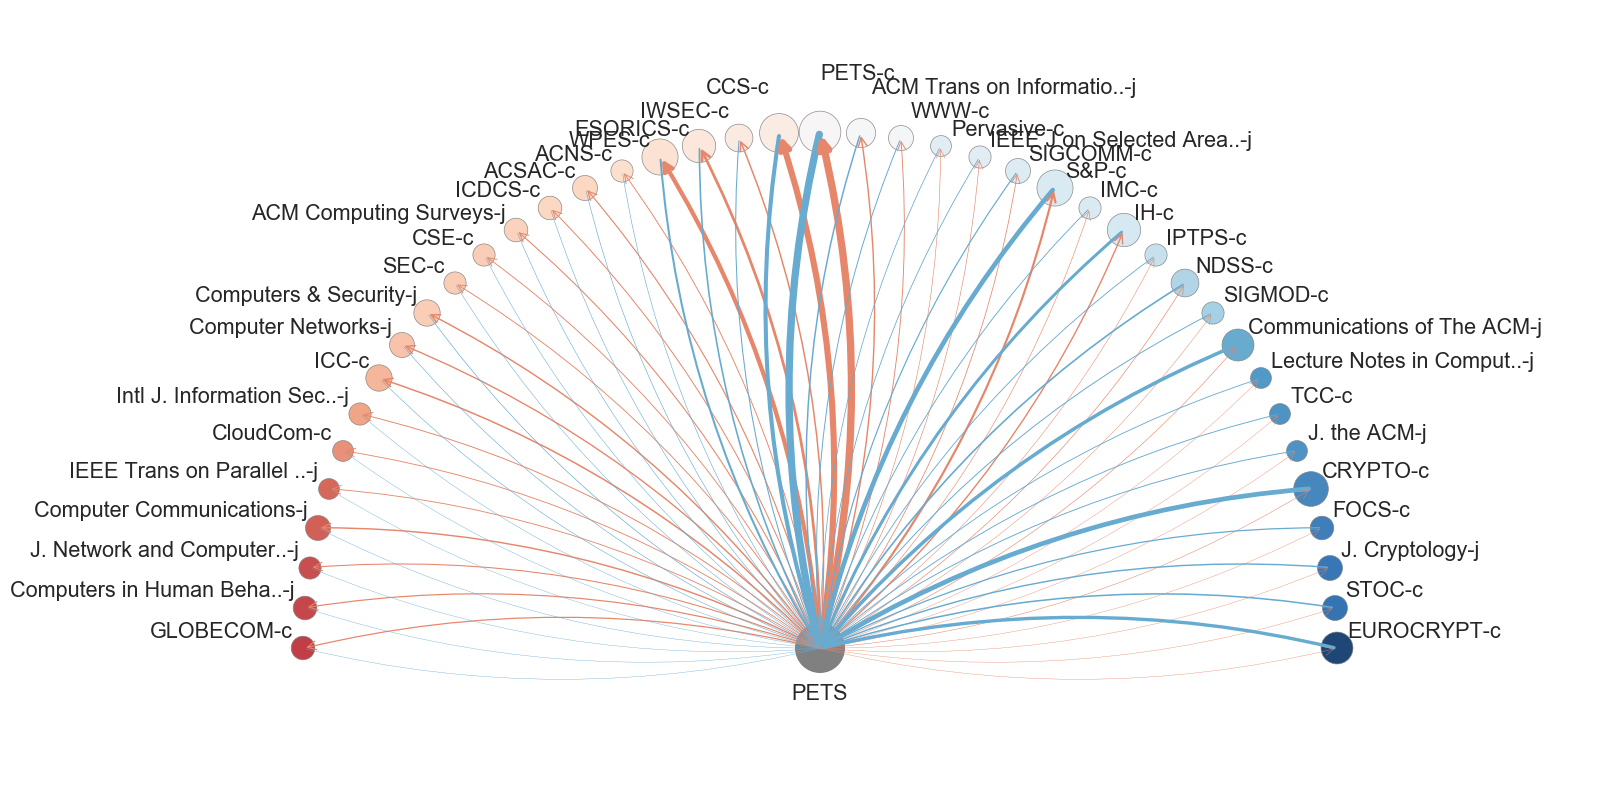 PETS-c
CCS-c
ACM Trans on Informatio..-j
IWSEC-c
WWW-c
ESORICS-c
Pervasive-c
WPES-c
IEEE J on Selected Area..-j
ACNS-c
SIGCOMM-c
ACSAC-c
S&P-c
ICDCS-c
IMC-c
ACM Computing Surveys-j
IH-c
CSE-c
IPTPS-c
SEC-c
NDSS-c
Computers & Security-j
SIGMOD-c
Computer Networks-j
Communications of The ACM-j
ICC-c
Lecture Notes in Comput..-j
Intl J. Information Sec..-j
TCC-c
CloudCom-c
J. the ACM-j
IEEE Trans on Parallel ..-j
CRYPTO-c
Computer Communications-j
FOCS-c
J. Network and Computer..-j
J. Cryptology-j
Computers in Human Beha..-j
STOC-c
GLOBECOM-c
EUROCRYPT-c
PETS